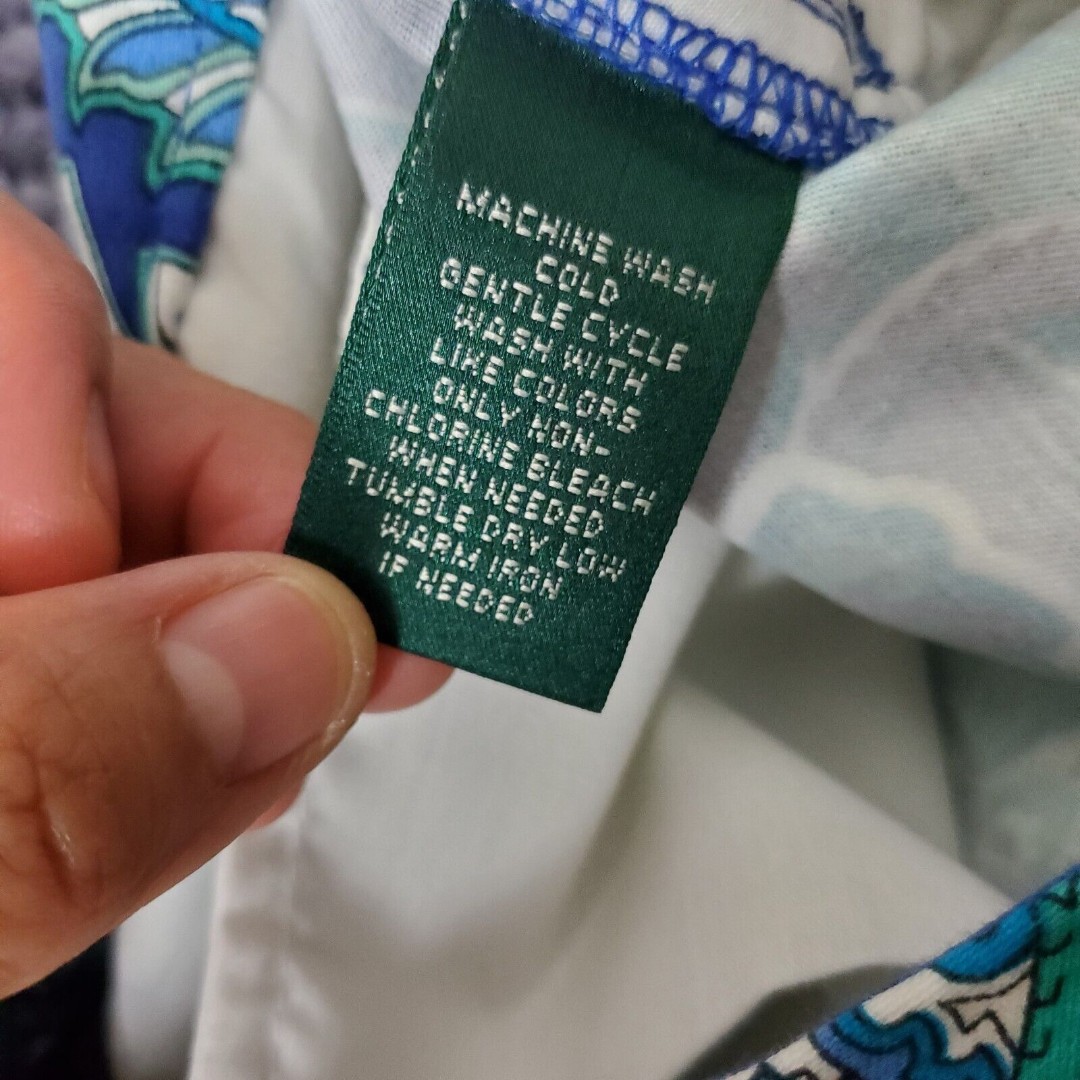 MACHINE WASH
COLD
GENTLE CYCLE
WASH WITH
LIKE COLORS
ONLY NON-
CHLORINE BLEACH
WHEN NEEDED
TUMBLE DRY LOW
WARM IRON
IF NEEDED